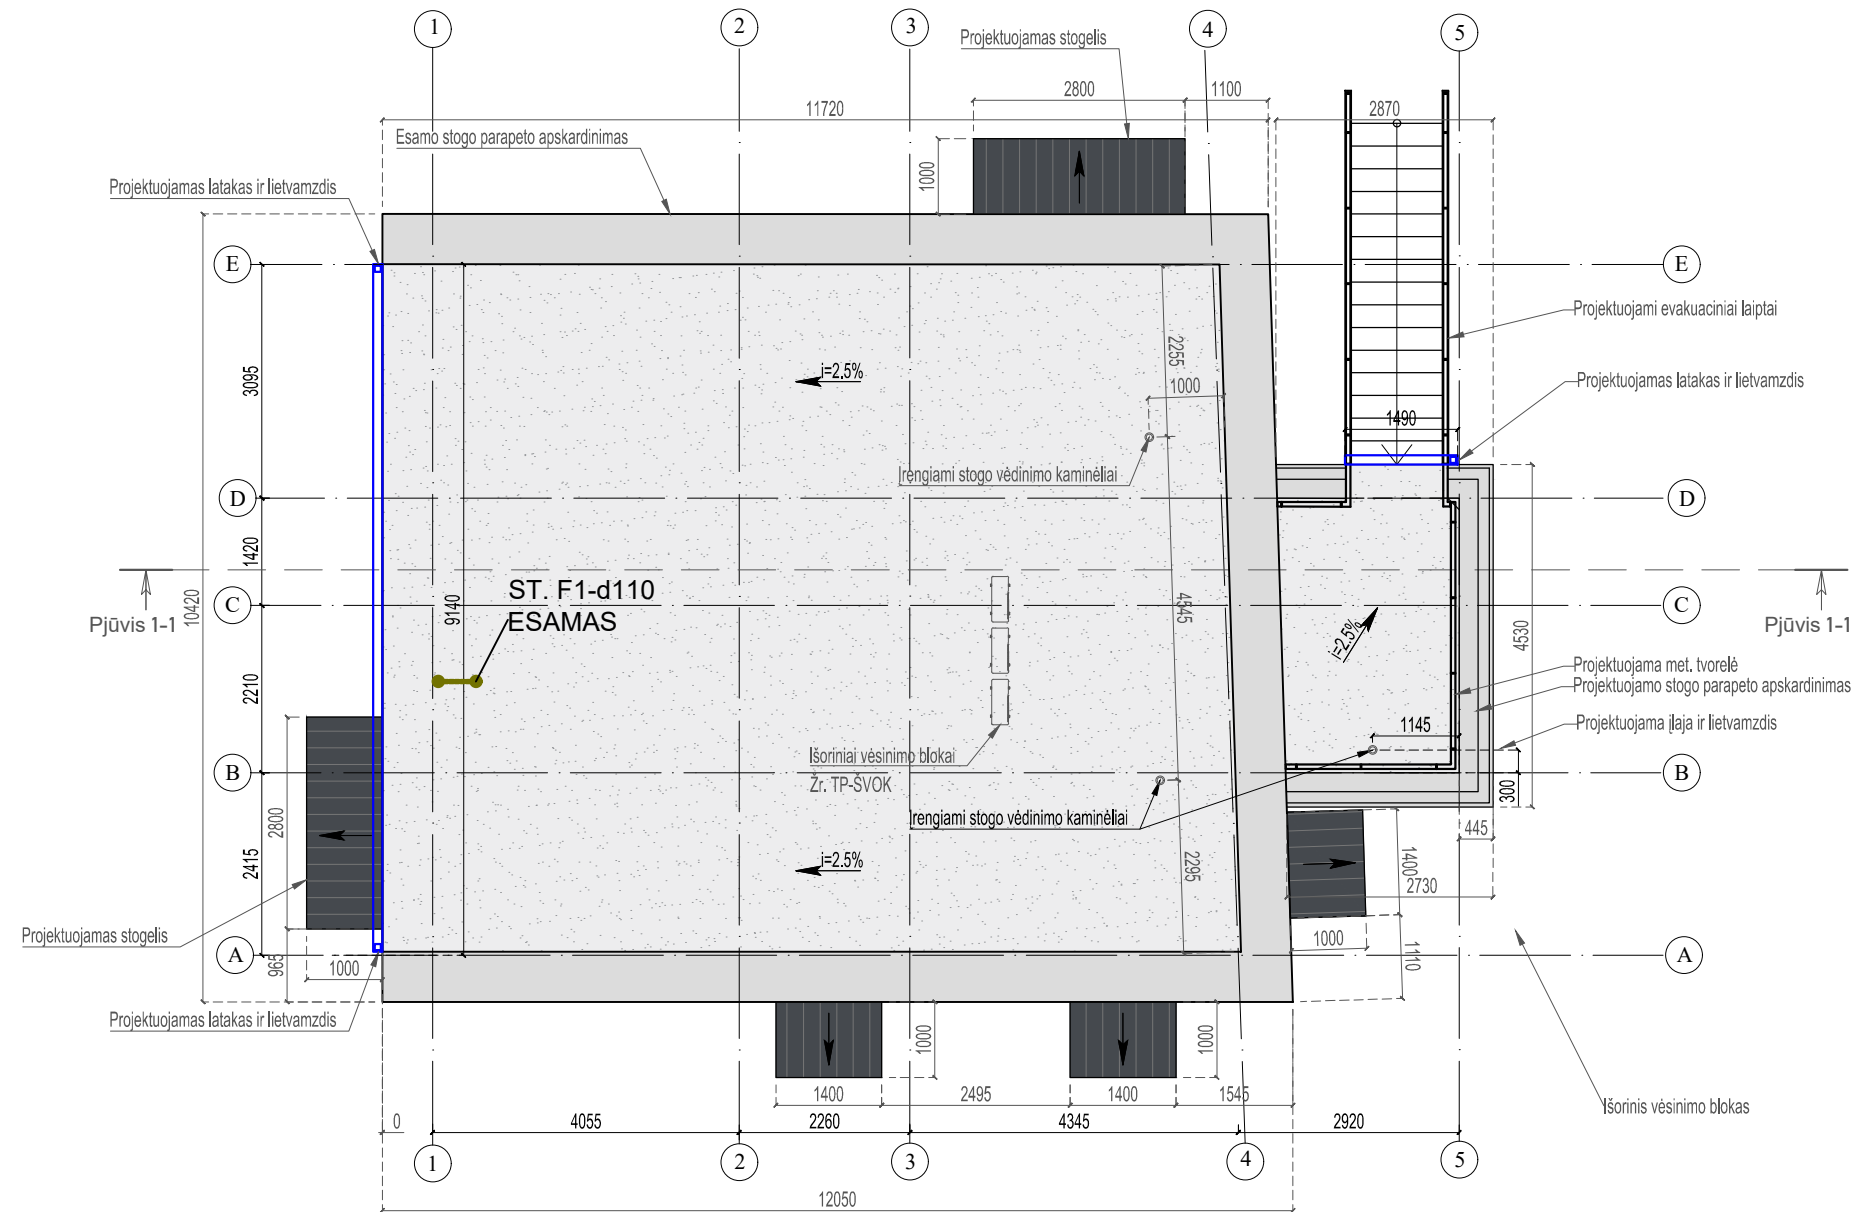 1
2
3
4
5
Projektuojamas stogelis
2800
1100
11720
2870
Esamo stogo parapeto apskardinimas
1000
Projektuojamas latakas ir lietvamzdis
E
E
Projektuojami evakuaciniai laiptai
2255
3095
i=2.5%
1000
Projektuojamas latakas ir lietvamzdis
1490
Įrengiami stogo vėdinimo kaminėliai
D
D
1420
10420
9140
ST. F1-d110
ESAMAS
C
C
4545
Pjūvis 1-1
Pjūvis 1-1
i=2.5%
4530
Projektuojama met. tvorelė
Projektuojamo stogo parapeto apskardinimas
2210
1145
Projektuojama įlaja ir lietvamzdis
Išoriniai vėsinimo blokai
Žr. TP-ŠVOK
B
B
300
Įrengiami stogo vėdinimo kaminėliai
445
2800
2415
i=2.5%
2295
1400
2730
Projektuojamas stogelis
A
A
965
1000
1000
1110
Projektuojamas latakas ir lietvamzdis
1000
1000
1400
2495
1400
1545
Išorinis vėsinimo blokas
0
4055
2260
4345
2920
1
2
3
4
5
12050